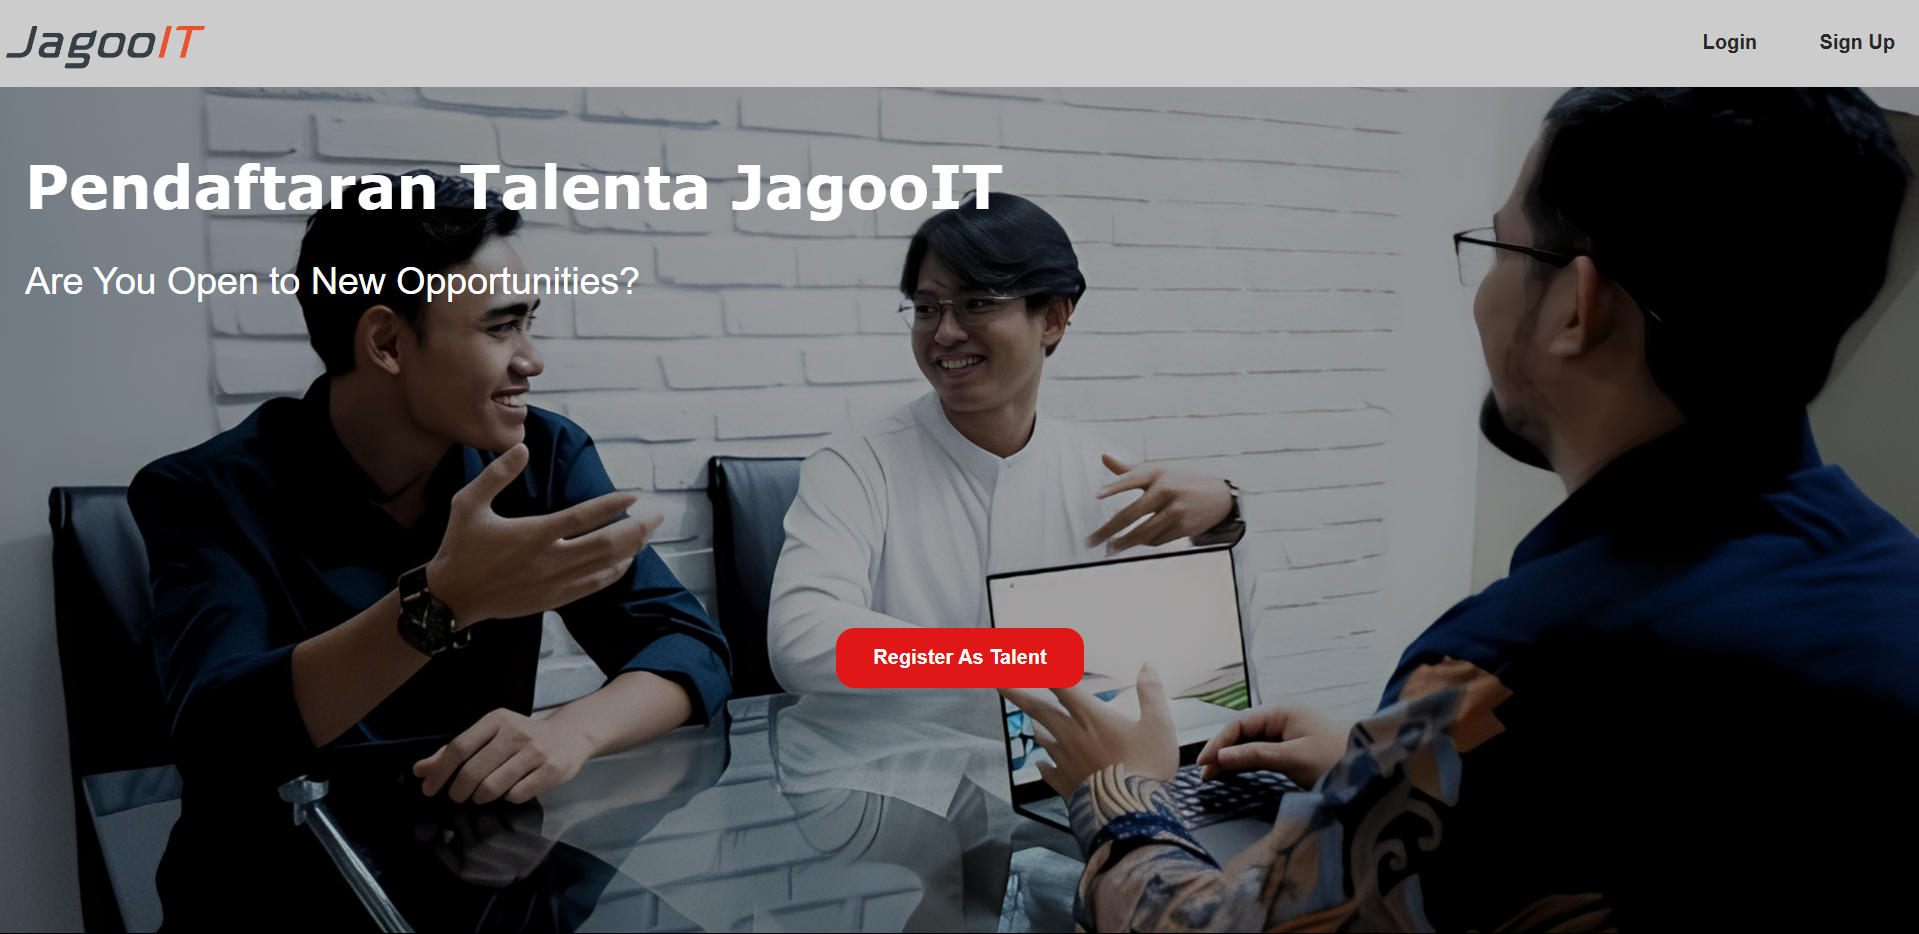 JagooIT
Login
Sign Up
Pendaftaran Talenta JagooIT
Are You Open to New Opportunities?
Register As Talent